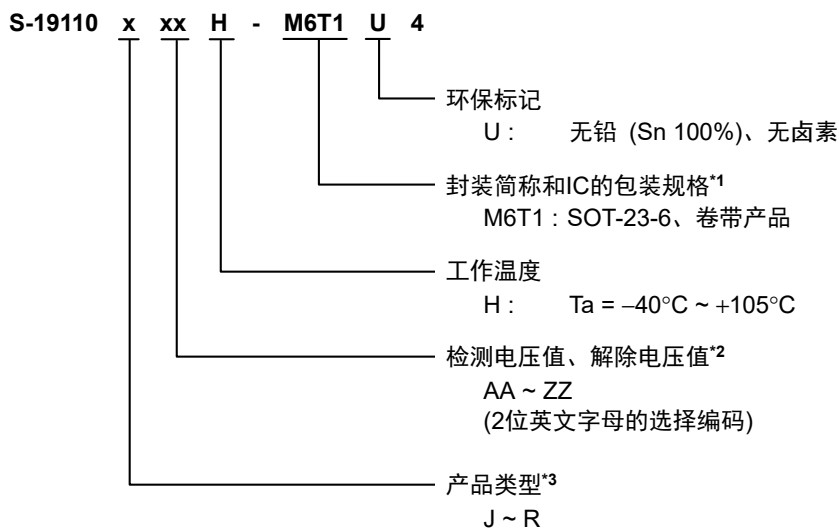 S-19110 x xx H - M6T1 U 4
环保标记
U : 无铅 (Sn 100%)、无卤素
封装简称和IC的包装规格*1
M6T1 : SOT-23-6、卷带产品
工作温度
H : Ta = −40°C ~ +105°C
检测电压值、解除电压值*2
AA ~ ZZ
(2位英文字母的选择编码)
产品类型*3
J ~ R